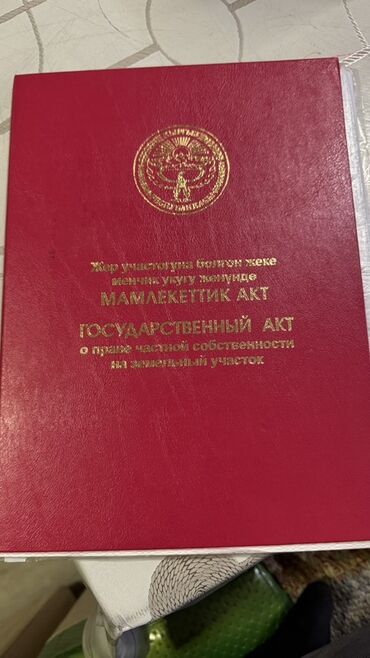 Жер участогуна болгон жеке
менчик укугу жөнүндө
МАМЛЕКЕТТИК АКТ
ГОСУДАРСТВЕННЫЙ АКТ
о праве частной собственности
на земельный участок